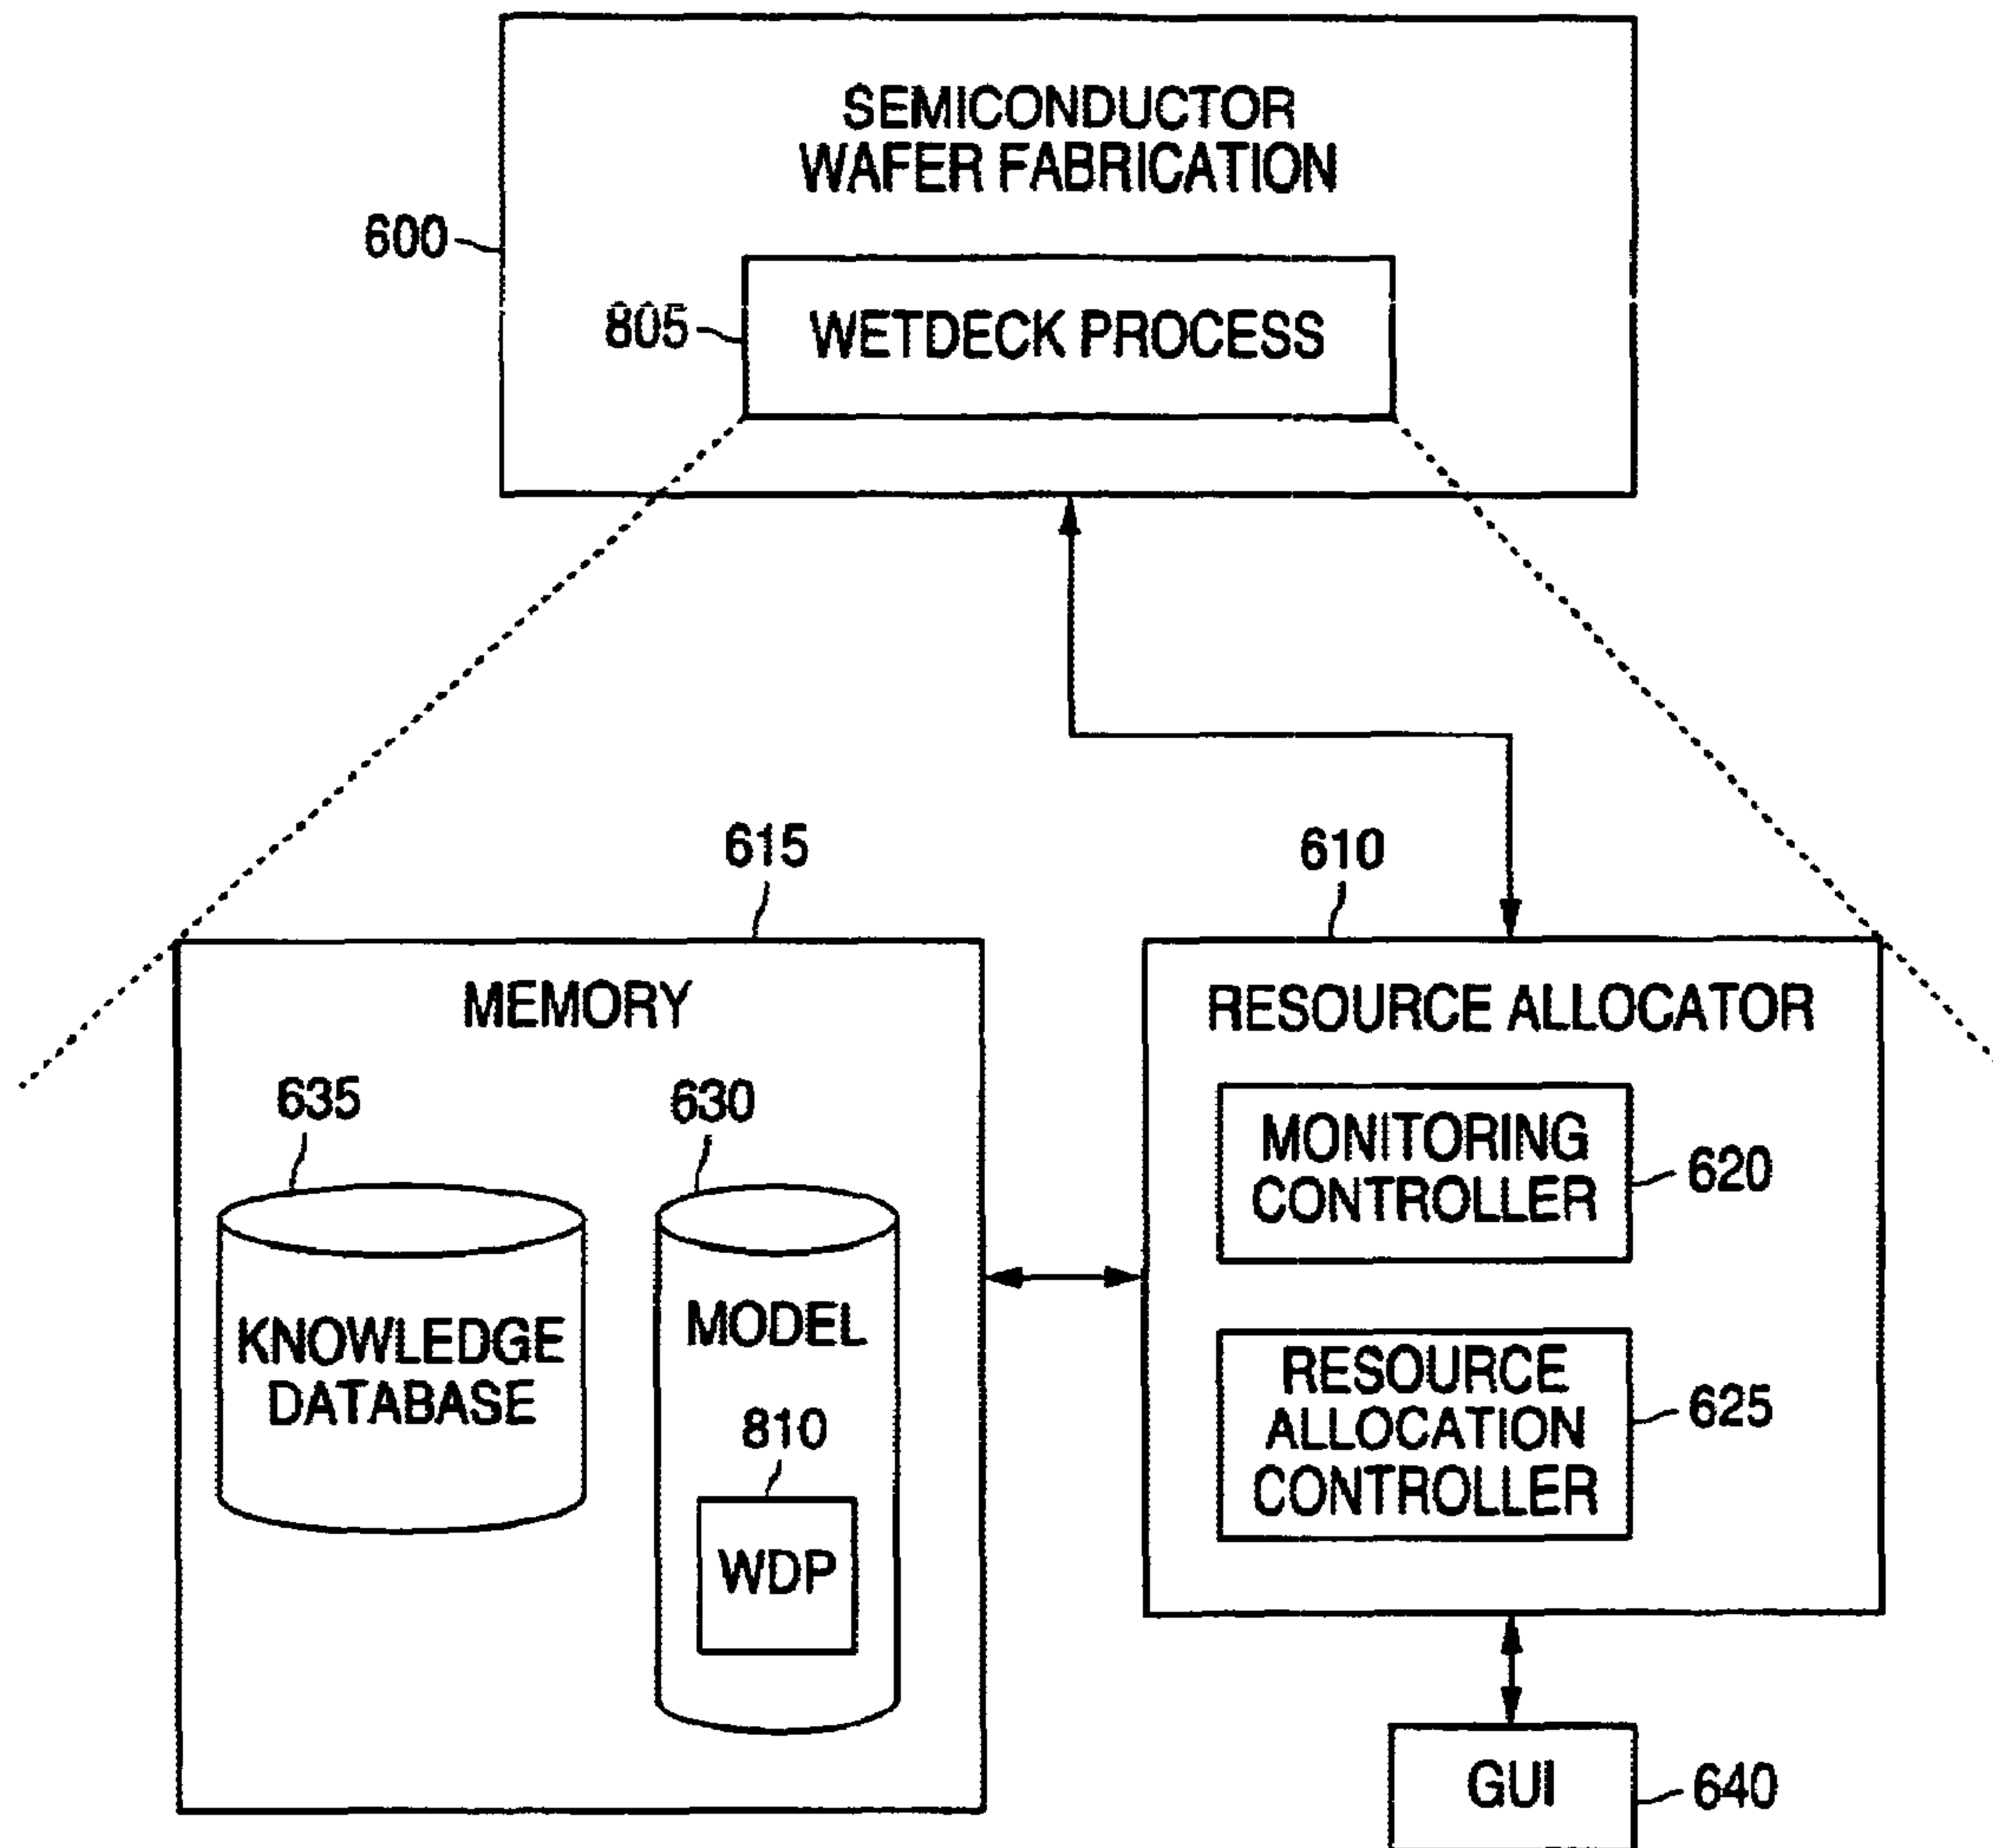 SEMICONDUCTOR
WAFER FABRICATION
600
805
WETDECK PROCESS
615
610
MEMORY
RESOURCE ALLOCATOR
635
630
MONITORING
CONTROLLER
620
KNOWLEDGE
DATABASE
MODEL
810
WDP
RESOURCE
ALLOCATION
CONTROLLER
625
GUI
640